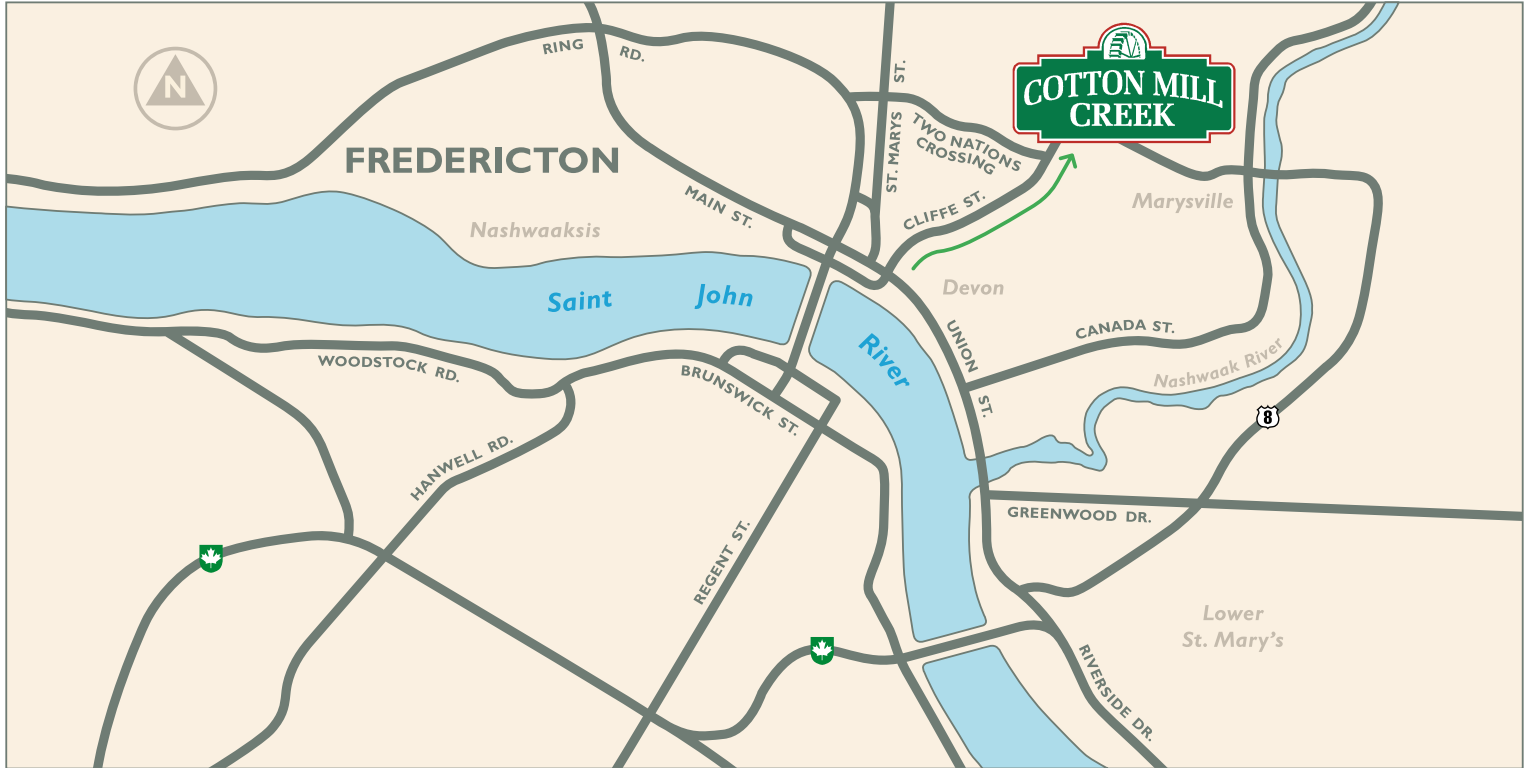 RING RD.
N
FREDERICTON
ST. MARYS ST.
TWO NATIONS
CROSSING
COTTON MILL
CREEK
MAIN ST.
CLIFFE ST.
Marysville
Nashwaaksis
Saint John River
Devon
UNION ST.
CANADA ST.
Nashwaak River
WOODSTOCK RD.
BRUNSWICK ST.
8
HANWELL RD.
GREENWOOD DR.
REGENT ST.
Lower
St. Mary's
RIVERSIDE DR.